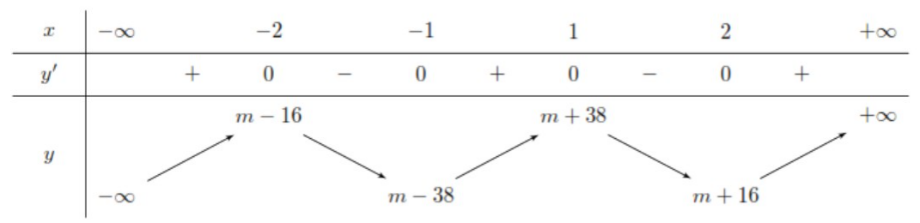 x −∞ −2 −1 1 2 +∞
y′ + 0 − 0 + 0 − 0 +
m − 16 m + 38 +∞
y
−∞ m − 38 m + 16